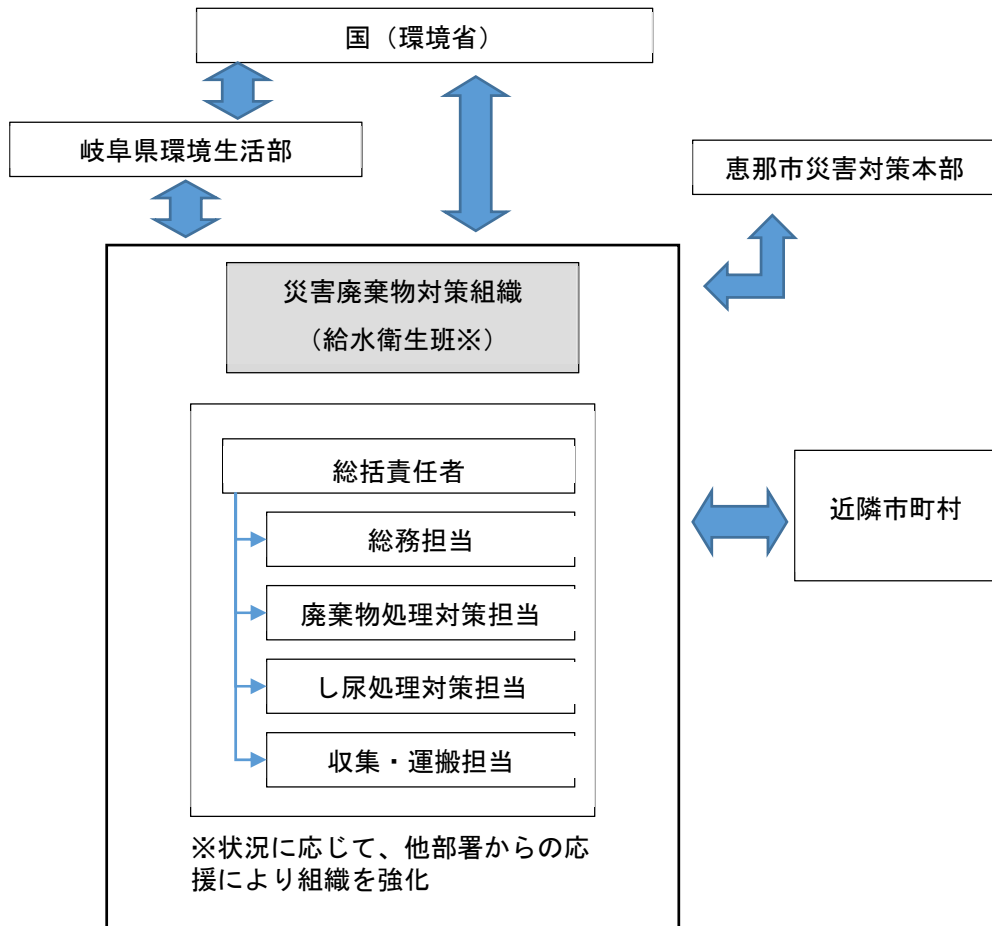 国（環境省）
岐阜県環境生活部
恵那市災害対策本部
災害廃棄物対策組織
（給水衛生班※）
総括責任者
総務担当
近隣市町村
廃棄物処理対策担当
し尿処理対策担当
収集・運搬担当
※状況に応じて、他部署からの応
援により組織を強化